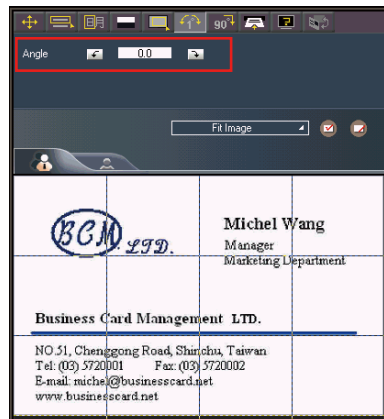 90°
Angle 0.0
Fit Image
BCM LTD.
Michel Wang
Manager
Marketing Department
Business Card Management LTD.
NO.51, Chenggong Road, Shinchu, Taiwan
Tel: (03) 5720001 Fax: (03) 5720002
E-mail: michel@businesscard.net
www.businesscard.net